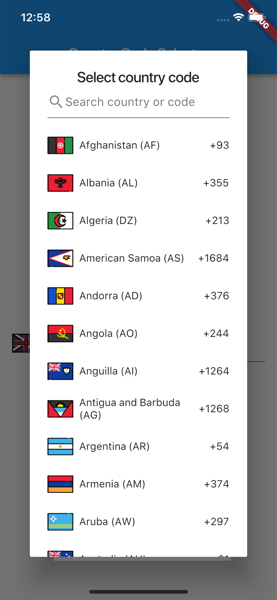 12:58
DEBUG
Select country code
Search country or code
Afghanistan (AF) +93
Albania (AL) +355
Algeria (DZ) +213
American Samoa (AS) +1684
Andorra (AD) +376
Angola (AO) +244
Anguilla (AI) +1264
Antigua and Barbuda
(AG) +1268
Argentina (AR) +54
Armenia (AM) +374
Aruba (AW) +297